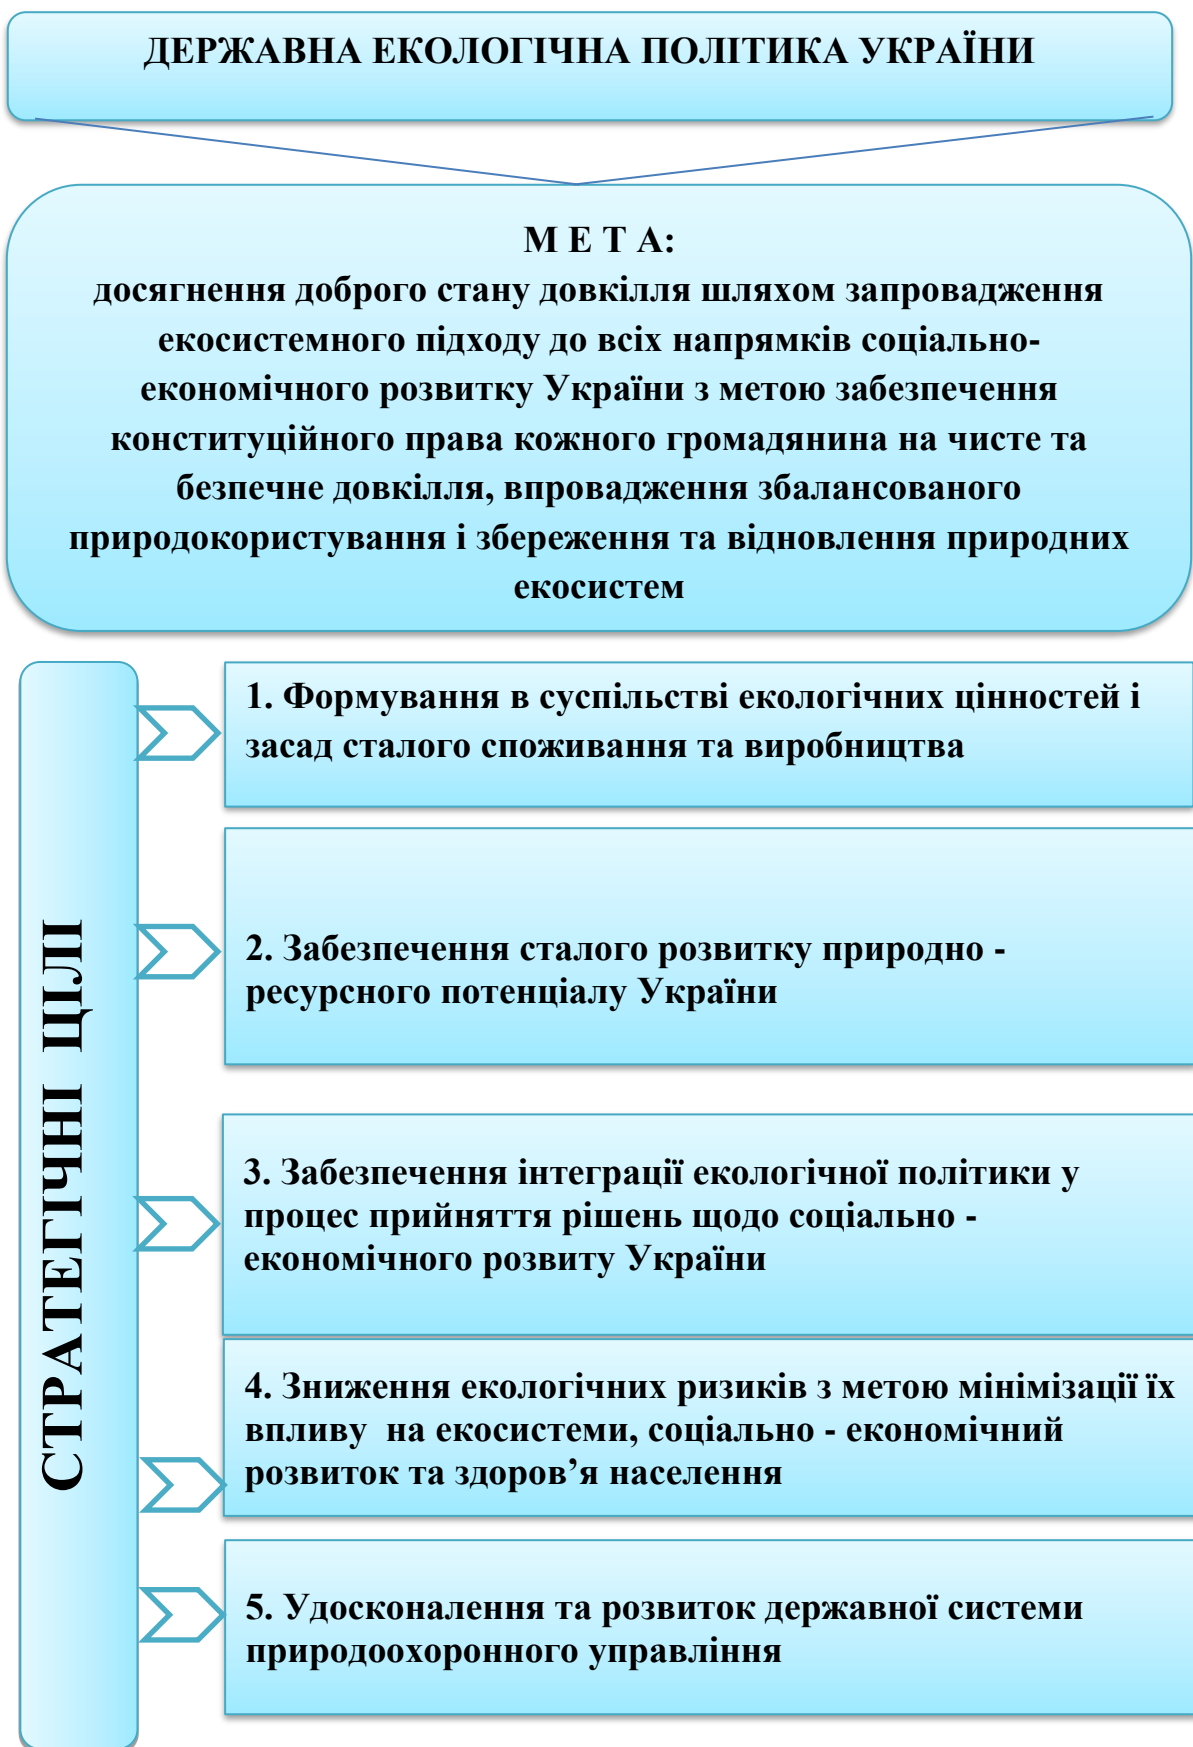 ДЕРЖАВНА ЕКОЛОГІЧНА ПОЛІТИКА УКРАЇНИ
М Е Т А:
досягнення доброго стану довкілля шляхом запровадження
екосистемного підходу до всіх напрямків соціально-
економічного розвитку України з метою забезпечення
конституційного права кожного громадянина на чисте та
безпечне довкілля, впровадження збалансованого
природокористування і збереження та відновлення природних
екосистем
СТРАТЕГІЧНІ ЦІЛІ
1. Формування в суспільстві екологічних цінностей і
засад сталого споживання та виробництва
2. Забезпечення сталого розвитку природно -
ресурсного потенціалу України
3. Забезпечення інтеграції екологічної політики у
процес прийняття рішень щодо соціально -
економічного розвиту України
4. Зниження екологічних ризиків з метою мінімізації їх
впливу  на екосистеми, соціально - економічний
розвиток та здоров’я населення
5. Удосконалення та розвиток державної системи
природоохоронного управління